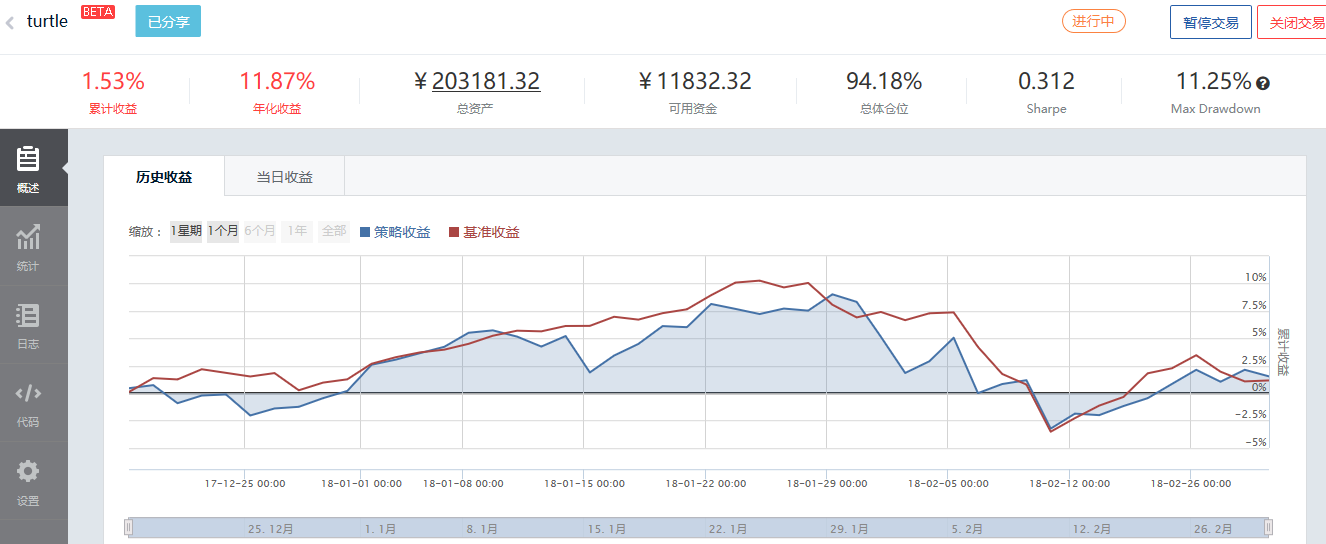 turtle BETA 已分享 进行中 暂停交易 关闭交易
1.53% 11.87% ¥203181.32 ¥11832.32 94.18% 0.312 11.25% ?
累计收益 年化收益 总资产 可用资金 总体仓位 Sharpe Max Drawdown
概述
统计
日志
代码
设置
历史收益 当日收益
缩放： 1星期 1个月 6个月 1年 全部 策略收益 基准收益
10%
7.5%
5%
2.5%
0%
-2.5%
-5%
累计收益
17-12-25 00:00 18-01-01 00:00 18-01-08 00:00 18-01-15 00:00 18-01-22 00:00 18-01-29 00:00 18-02-05 00:00 18-02-12 00:00 18-02-26 00:00
25. 12月 1. 1月 8. 1月 15. 1月 22. 1月 29. 1月 5. 2月 12. 2月 26. 2月